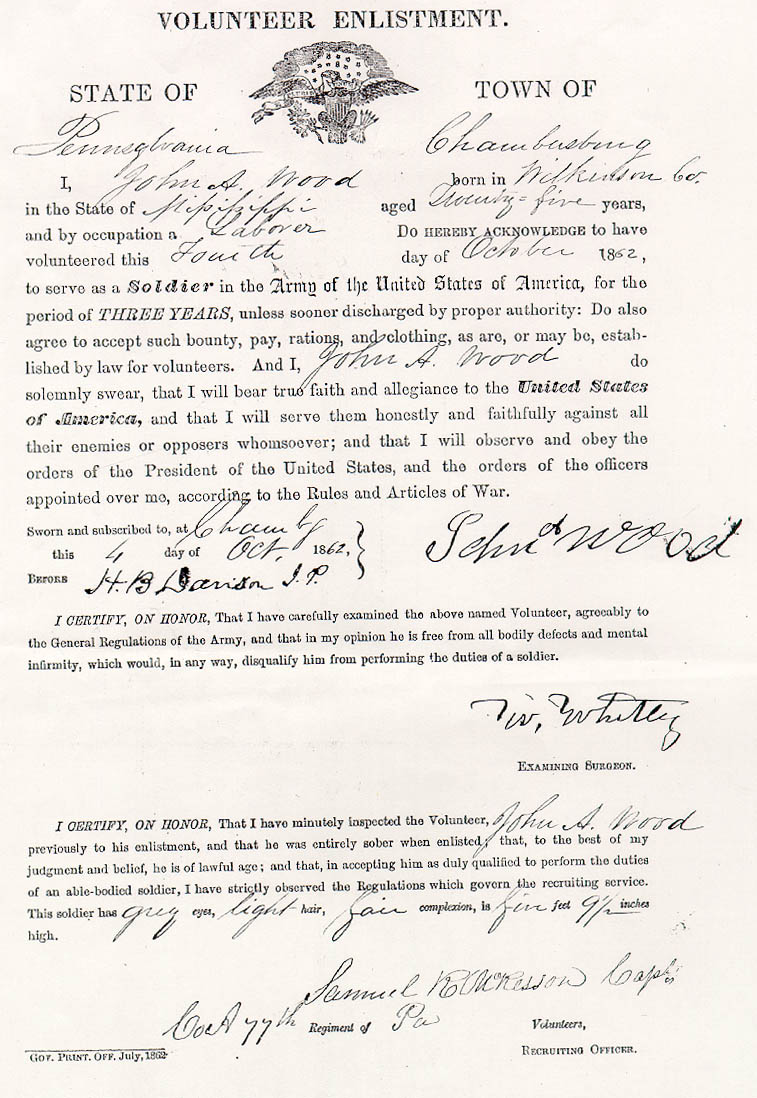 VOLUNTEER ENLISTMENT.
STATE OF TOWN OF
Pennsylvania Chambersburg
I, John A. Wood born in Wilkinson Co.
in the State of Missisippi aged Twenty-five years,
and by occupation a Laborer Do HEREBY ACKNOWLEDGE to have
volunteered this Fourth day of October 1862,
to serve as a Soldier in the Army of the United States of America, for the
period of THREE YEARS, unless sooner discharged by proper authority: Do also
agree to accept such bounty, pay, rations, and clothing, as are, or may be, estab-
lished by law for volunteers. And I, John A. Wood do
solemnly swear, that I will bear true faith and allegiance to the United States
of America, and that I will serve them honestly and faithfully against all
their enemies or opposers whomsoever; and that I will observe and obey the
orders of the President of the United States, and the orders of the officers
appointed over me, according to the Rules and Articles of War.
Sworn and subscribed to, at Chambg
this 4 day of Oct. 1862,
BEFORE H. B. Davison J. P.
John A Wood
I CERTIFY, ON HONOR, That I have carefully examined the above named Volunteer, agreeably to
the General Regulations of the Army, and that in my opinion he is free from all bodily defects and mental
infirmity, which would, in any way, disqualify him from performing the duties of a soldier.
EXAMINING SURGEON.
I CERTIFY, ON HONOR, That I have minutely inspected the Volunteer, John A. Wood
previously to his enlistment, and that he was entirely sober when enlisted; that, to the best of my
judgment and belief, he is of lawful age; and that, in accepting him as duly qualified to perform the duties
of an able-bodied soldier, I have strictly observed the Regulations which govern the recruiting service.
This soldier has grey eyes, light hair, fair complexion, is five feet 9 1/2 inches
high.
Samuel R McKesson Capt
Co A 77th Regiment of Pa Volunteers,
RECRUITING OFFICER.
GOV. PRINT. OFF. July, 1862